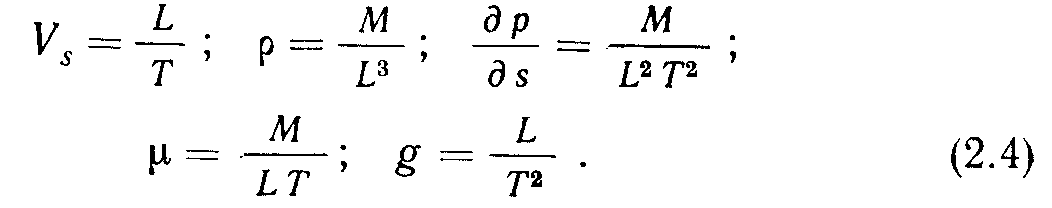 V_s = L/T ; ρ = M/L³ ; ∂p/∂s = M/(L² T²) ;
μ = M/(L T) ; g = L/T² . (2.4)